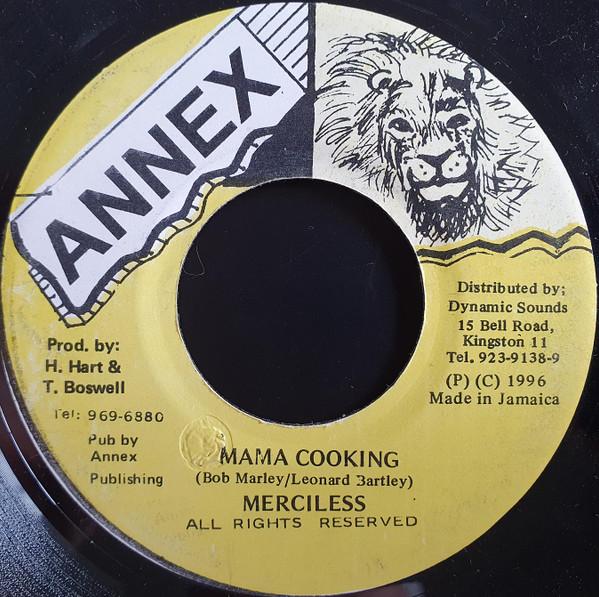 ANNEX
Distributed by;
Dynamic Sounds
15 Bell Road,
Kingston 11
Tel. 923-9138-9
(P) (C) 1996
Made in Jamaica
Prod. by:
H. Hart &
T. Boswell
Tel: 969-6880
Pub by
Annex
Publishing
MAMA COOKING
(Bob Marley/Leonard Bartley)
MERCILESS
ALL RIGHTS RESERVED